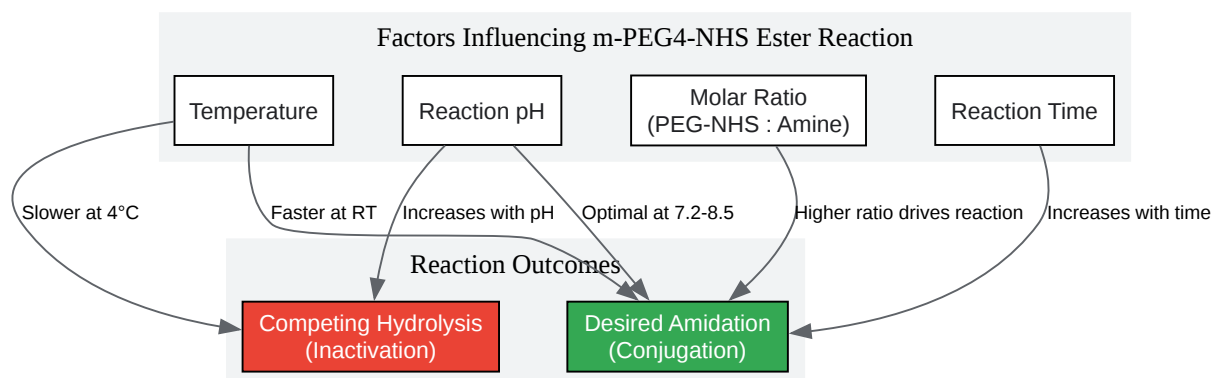 Factors Influencing m-PEG4-NHS Ester Reaction
Temperature
Reaction pH
Molar Ratio
(PEG-NHS : Amine)
Reaction Time
Slower at 4°C
Faster at RT
Increases with pH
Optimal at 7.2-8.5
Higher ratio drives reaction
Increases with time
Reaction Outcomes
Competing Hydrolysis
(Inactivation)
Desired Amidation
(Conjugation)